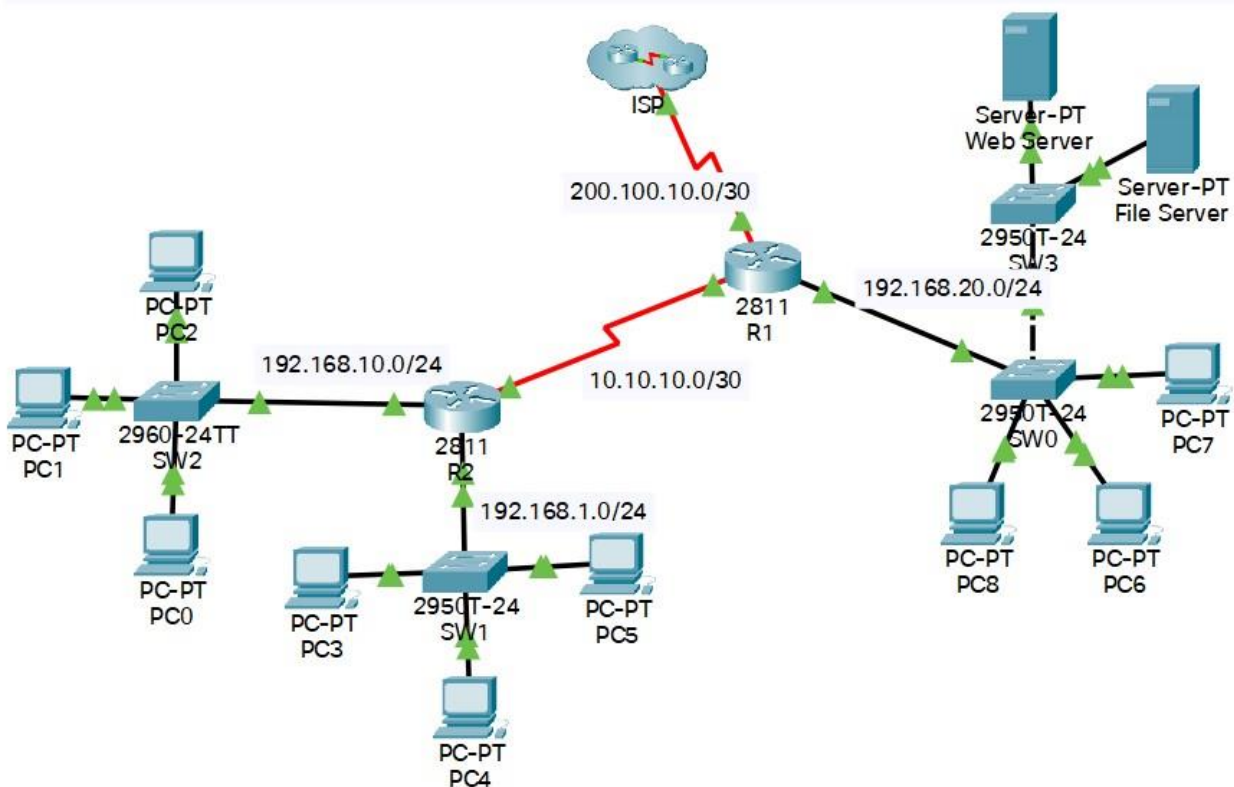 ISP
200.100.10.0/30
Server-PT
Web Server
Server-PT
File Server
2950T-24
SW3
2811
R1
192.168.20.0/24
PC-PT
PC2
192.168.10.0/24
10.10.10.0/30
PC-PT
PC1
2960-24TT
SW2
2811
R2
2950T-24
SW0
PC-PT
PC7
192.168.1.0/24
PC-PT
PC0
PC-PT
PC3
2950T-24
SW1
PC-PT
PC5
PC-PT
PC8
PC-PT
PC6
PC-PT
PC4